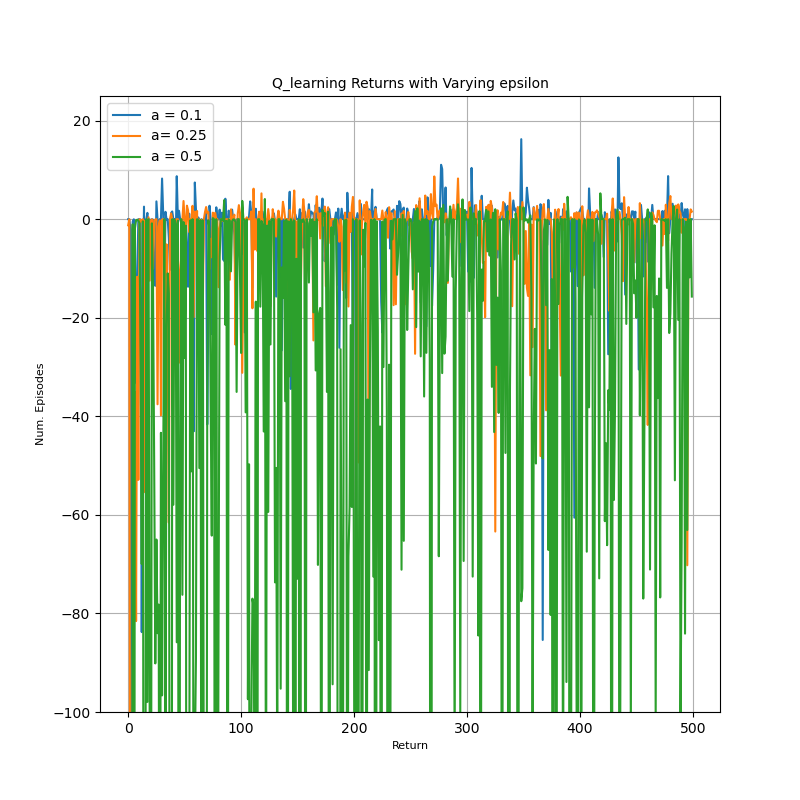 Q_learning Returns with Varying epsilon
a = 0.1
a= 0.25
a = 0.5
20
0
−20
−40
−60
−80
−100
Num. Episodes
0 100 200 300 400 500
Return